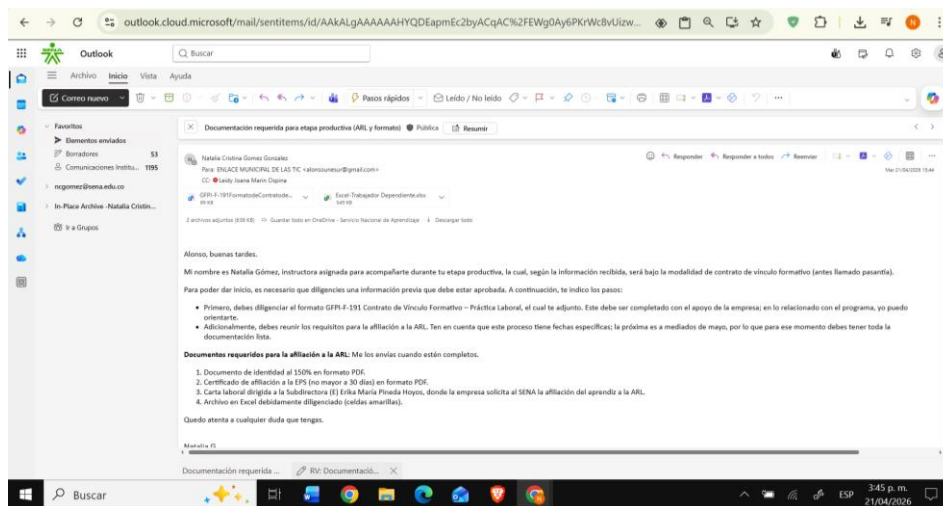 outlook.cloud.microsoft/mail/sentitems/id/AAkALgAAAAAAHYQDEapmEc2byACqAC%2FEWg0Ay6PKrWc8vUizw...
Outlook
Buscar
Archivo Inicio Vista Ayuda
Correo nuevo
Pasos rápidos
Leído / No leído
Favoritos
Elementos enviados
Borradores 53
Comunicaciones Institu... 1195
ncgomez@sena.edu.co
In-Place Archive -Natalia Cristin...
Ir a Grupos
Documentación requerida para etapa productiva (ARL y formato) Pública Resumir
Natalia Cristina Gomez Gonzales
Para: ENLACE MUNICIPAL DE LAS TIC <alonsounesur@gmail.com>
CC: Leidy Joana Marin Ospina
Responder Responder a todos Reenviar
Mar 21/04/2026 15:44
GFPI-F-191FormatodeContratode...
89 KB
Excel-Trabajador Dependiente.xlsx
549 KB
2 archivos adjuntos (638 KB) Guardar todo en OneDrive - Servicio Nacional de Aprendizaje Descargar todo
Alonso, buenas tardes.
Mi nombre es Natalia Gómez, instructora asignada para acompañarte durante tu etapa productiva, la cual, según la información recibida, será bajo la modalidad de contrato de vínculo formativo (antes llamado pasantía).
Para poder dar inicio, es necesario que diligencies una información previa que debe estar aprobada. A continuación, te indico los pasos:
• Primero, debes diligenciar el formato GFPI-F-191 Contrato de Vínculo Formativo – Práctica Laboral, el cual te adjunto. Este debe ser completado con el apoyo de la empresa; en lo relacionado con el programa, yo puedo
orientarte.
• Adicionalmente, debes reunir los requisitos para la afiliación a la ARL. Ten en cuenta que este proceso tiene fechas específicas; la próxima es a mediados de mayo, por lo que para ese momento debes tener toda la
documentación lista.
Documentos requeridos para la afiliación a la ARL: Me los envías cuando estén completos.
1. Documento de identidad al 150% en formato PDF.
2. Certificado de afiliación a la EPS (no mayor a 30 días) en formato PDF.
3. Carta laboral dirigida a la Subdirectora (E) Erika María Pineda Hoyos, donde la empresa solicita al SENA la afiliación del aprendiz a la ARL.
4. Archivo en Excel debidamente diligenciado (celdas amarillas).
Quedo atenta a cualquier duda que tengas.
Natalia G
Documentación requerida ... RV: Documentació...
Buscar
ESP
3:45 p. m.
21/04/2026